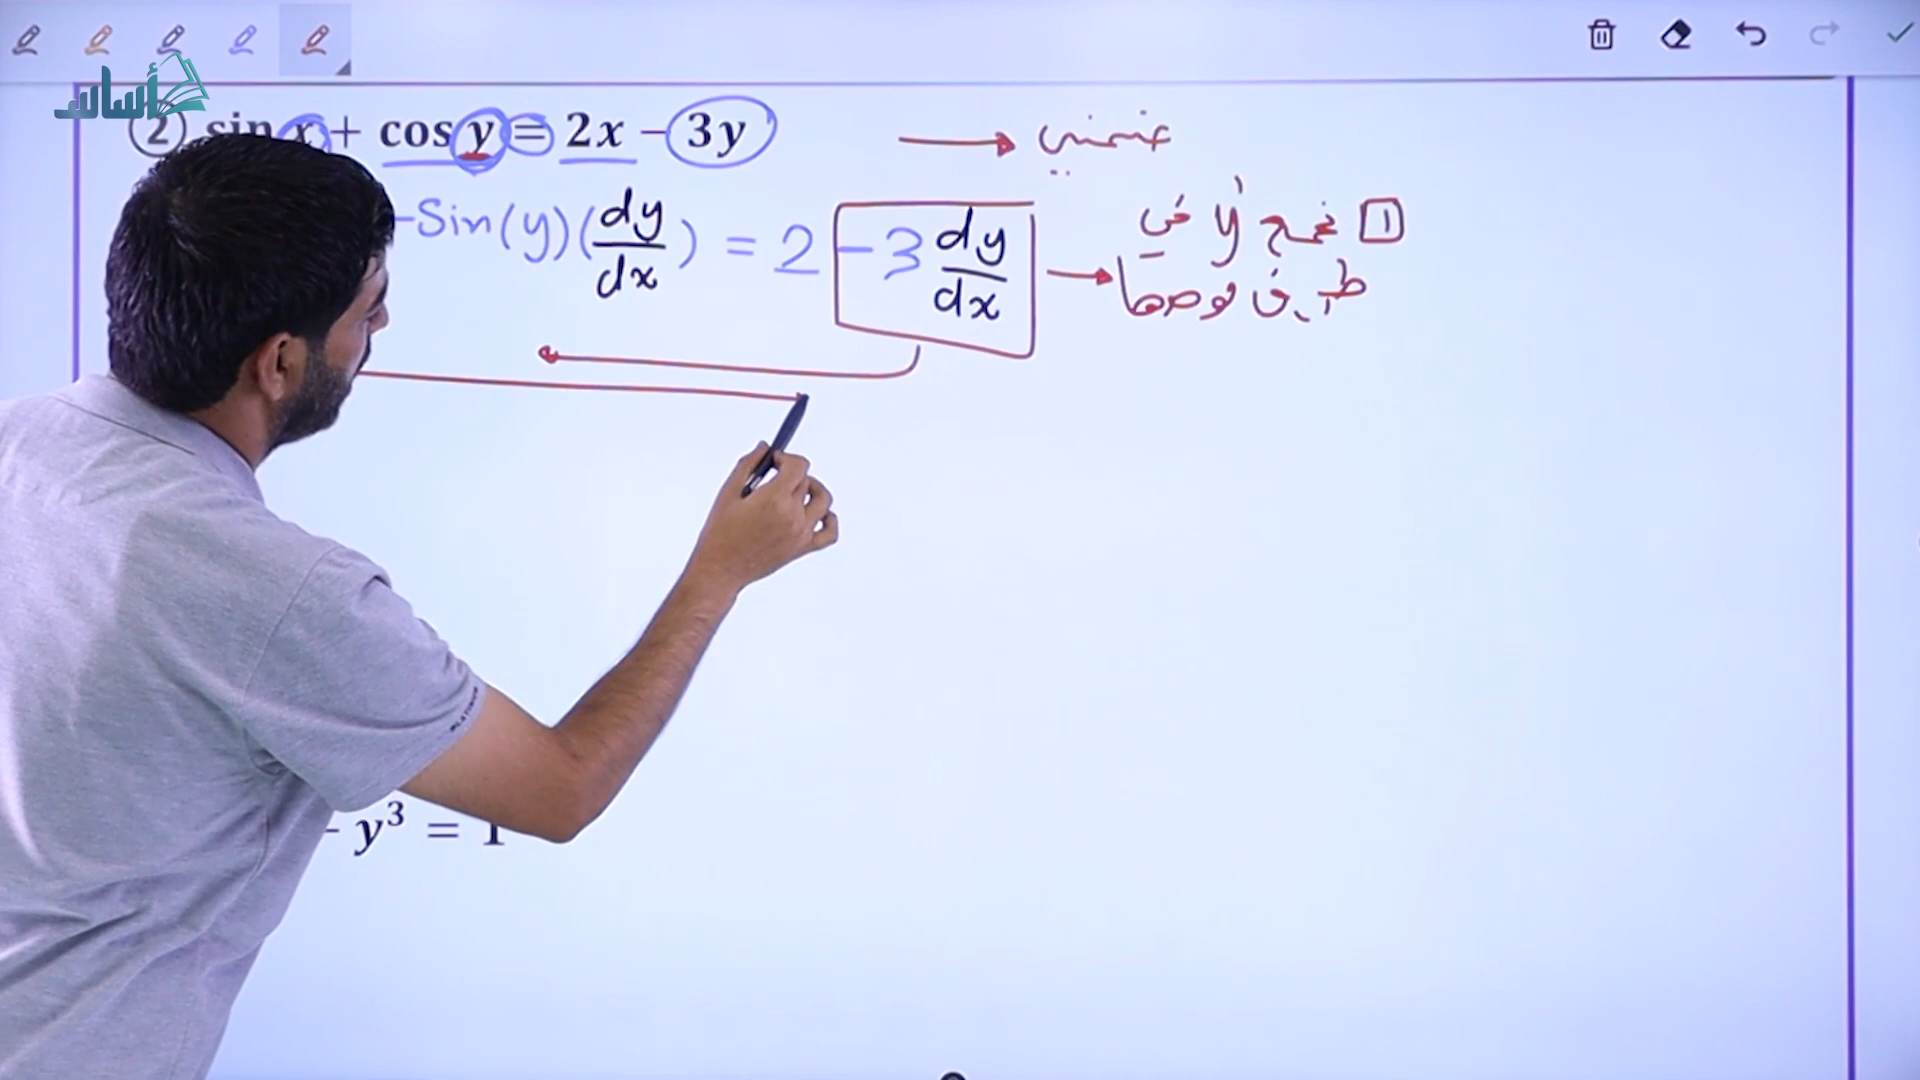 أساس
② sin x + cos y = 2x − 3y ⟶ ضمني
−Sin(y)(dy/dx) = 2 −3 dy/dx
1 نجمع y' في
طرف لوحدها
− y³ = 1